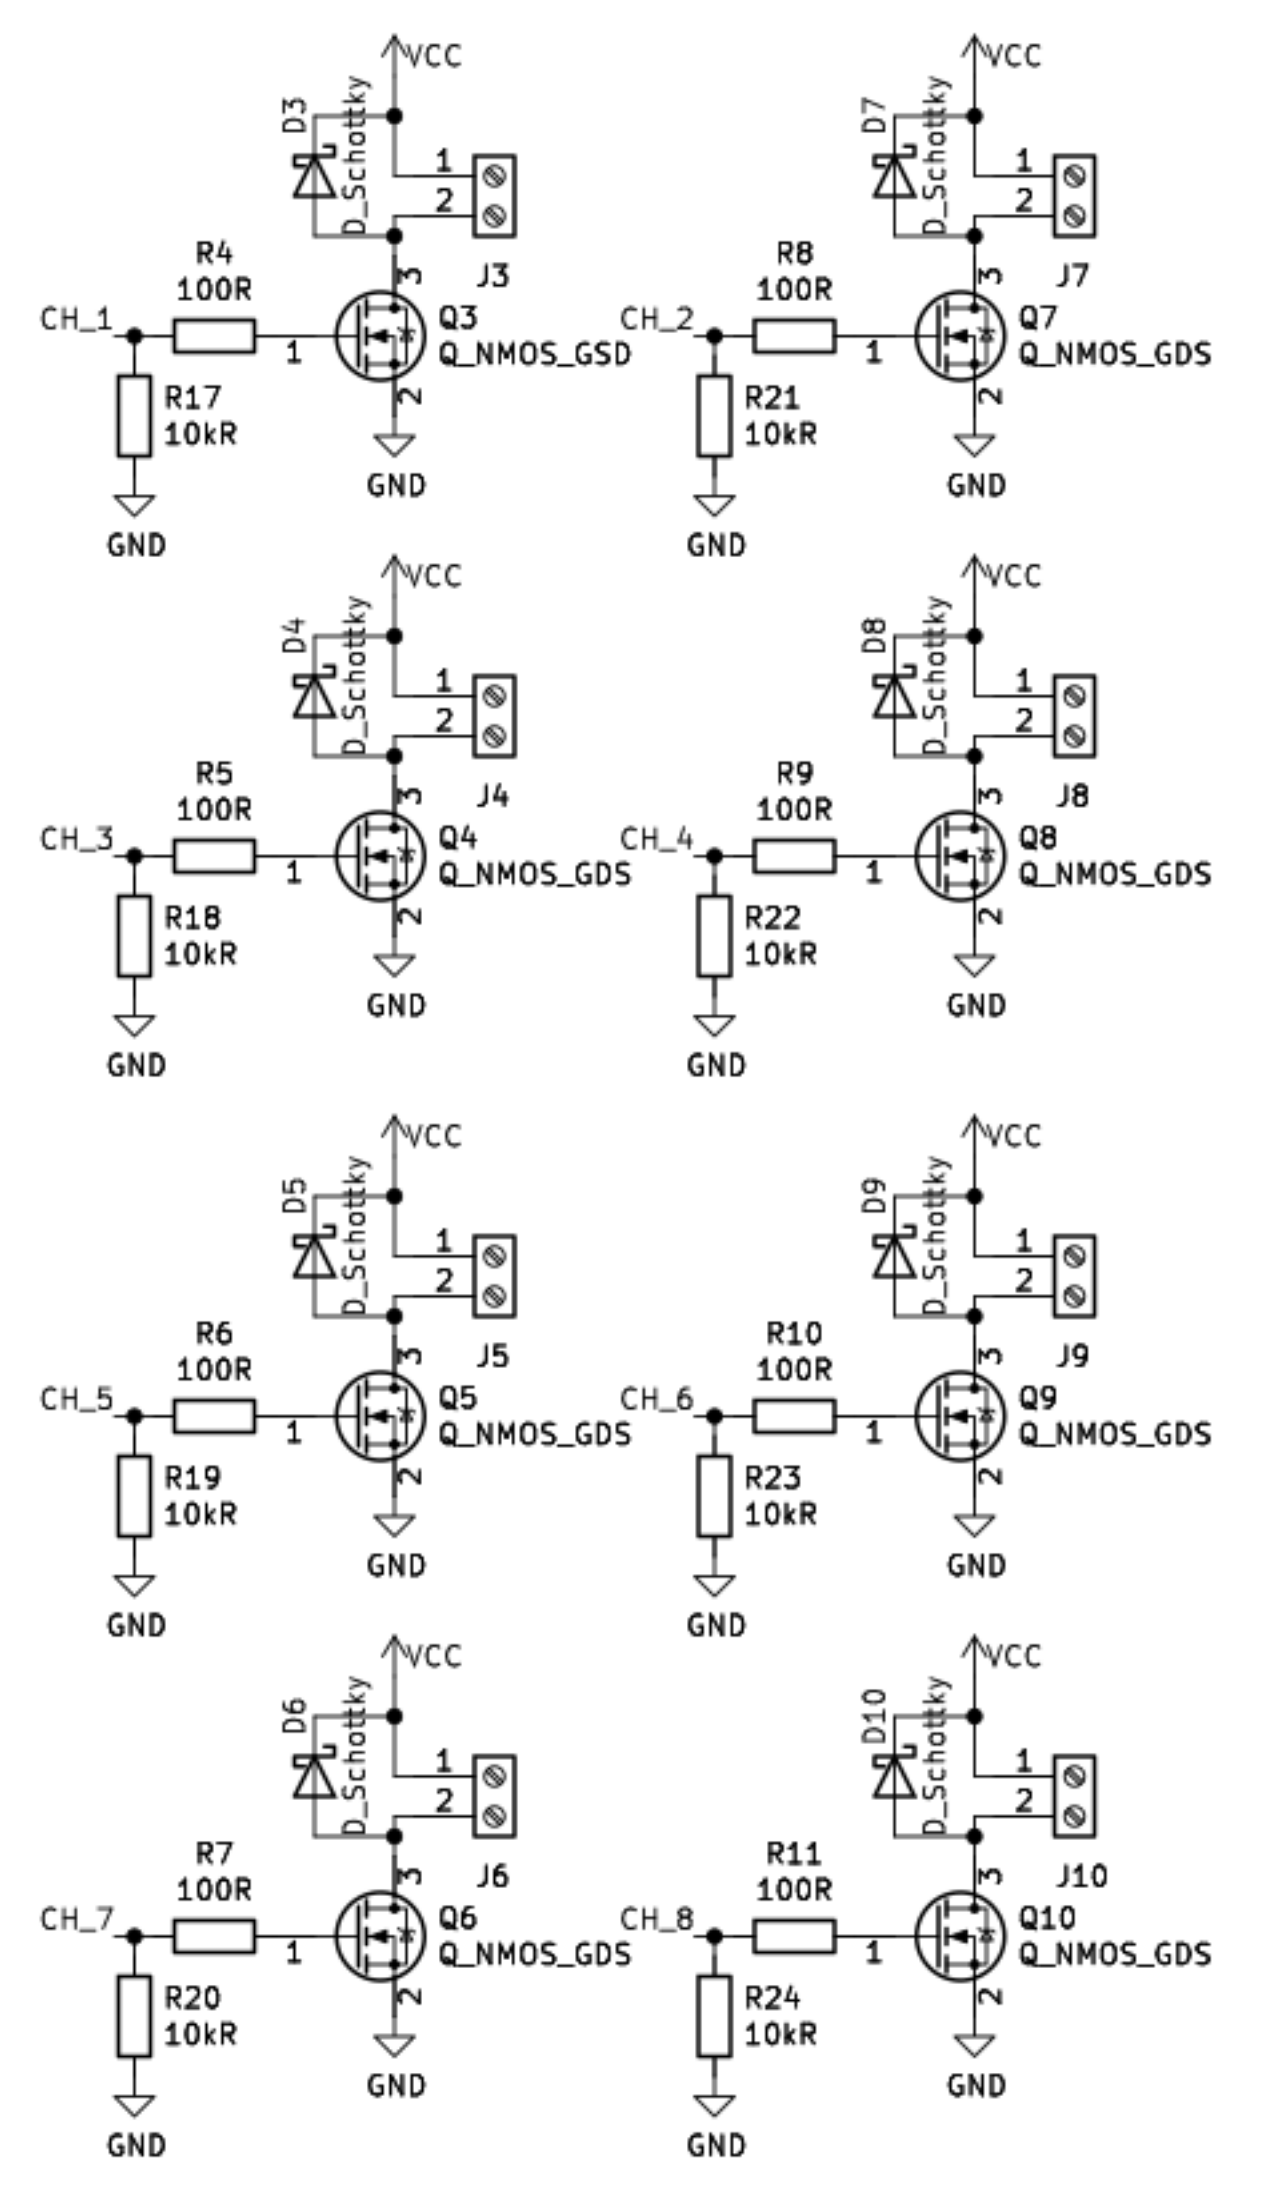 VCC
D3
D_Schottky
1
2
J3
R4
100R
3
CH_1
1
Q3
Q_NMOS_GSD
2
R17
10kR
GND
GND
VCC
D7
D_Schottky
1
2
J7
R8
100R
3
CH_2
1
Q7
Q_NMOS_GDS
2
R21
10kR
GND
GND
VCC
D4
D_Schottky
1
2
J4
R5
100R
3
CH_3
1
Q4
Q_NMOS_GDS
2
R18
10kR
GND
GND
VCC
D8
D_Schottky
1
2
J8
R9
100R
3
CH_4
1
Q8
Q_NMOS_GDS
2
R22
10kR
GND
GND
VCC
D5
D_Schottky
1
2
J5
R6
100R
3
CH_5
1
Q5
Q_NMOS_GDS
2
R19
10kR
GND
GND
VCC
D9
D_Schottky
1
2
J9
R10
100R
3
CH_6
1
Q9
Q_NMOS_GDS
2
R23
10kR
GND
GND
VCC
D6
D_Schottky
1
2
J6
R7
100R
3
CH_7
1
Q6
Q_NMOS_GDS
2
R20
10kR
GND
GND
VCC
D10
D_Schottky
1
2
J10
R11
100R
3
CH_8
1
Q10
Q_NMOS_GDS
2
R24
10kR
GND
GND